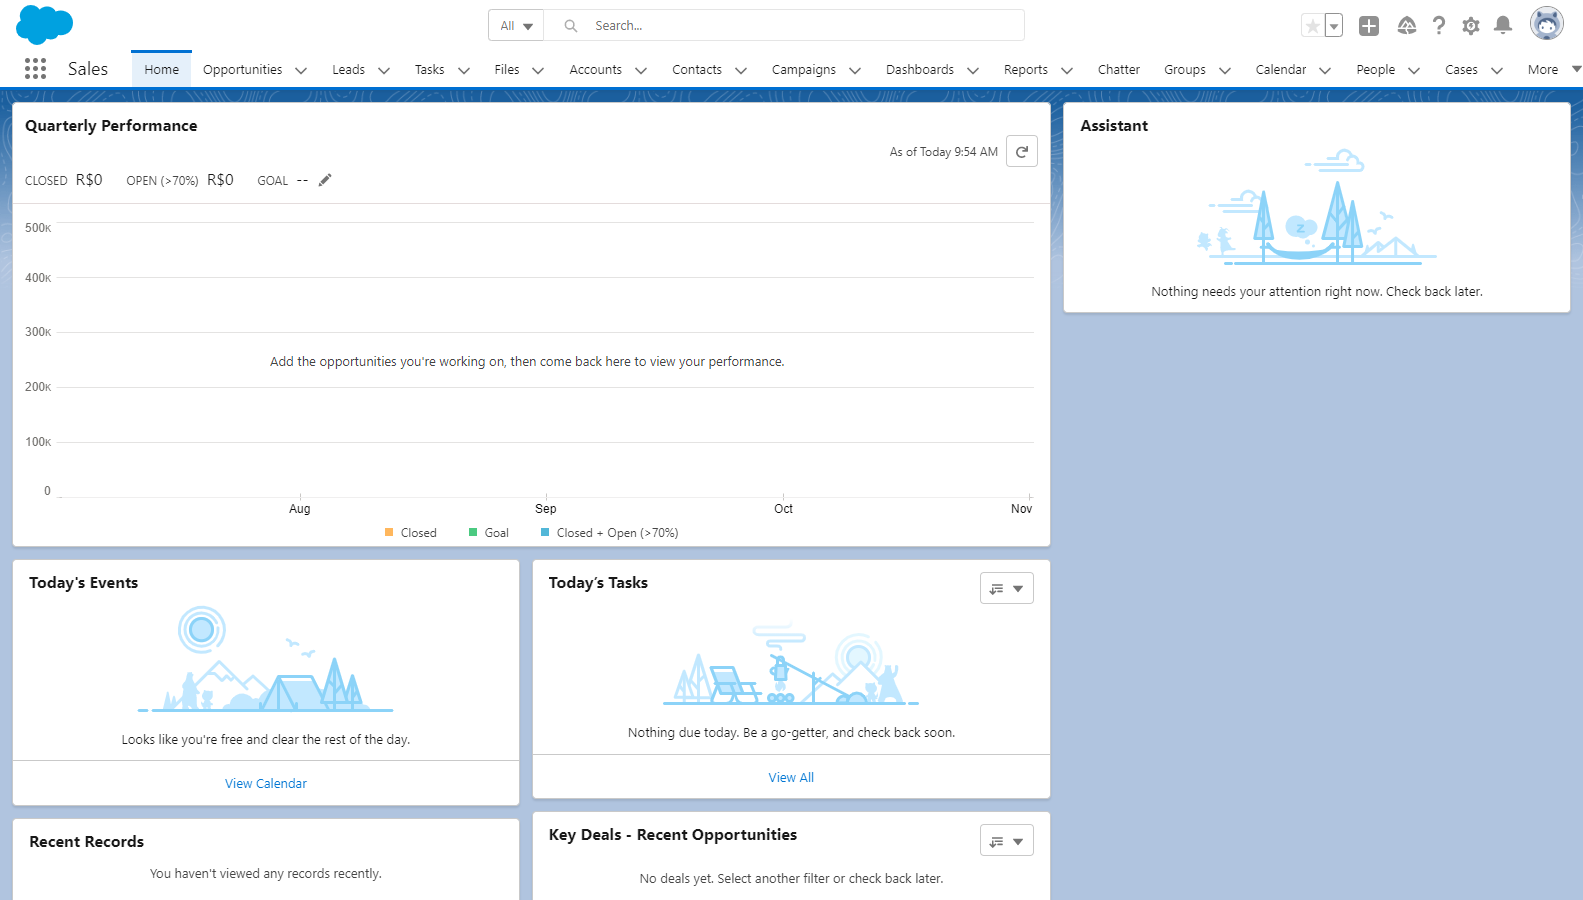 All
Search...
Sales
Home
Opportunities
Leads
Tasks
Files
Accounts
Contacts
Campaigns
Dashboards
Reports
Chatter
Groups
Calendar
People
Cases
More
Quarterly Performance
As of Today 9:54 AM
CLOSED R$0 OPEN (>70%) R$0 GOAL --
500K
400K
300K
Add the opportunities you're working on, then come back here to view your performance.
200K
100K
0
Aug Sep Oct Nov
Closed Goal Closed + Open (>70%)
Assistant
z
Nothing needs your attention right now. Check back later.
Today's Events
Looks like you're free and clear the rest of the day.
View Calendar
Today’s Tasks
Nothing due today. Be a go-getter, and check back soon.
View All
Recent Records
You haven't viewed any records recently.
Key Deals - Recent Opportunities
No deals yet. Select another filter or check back later.